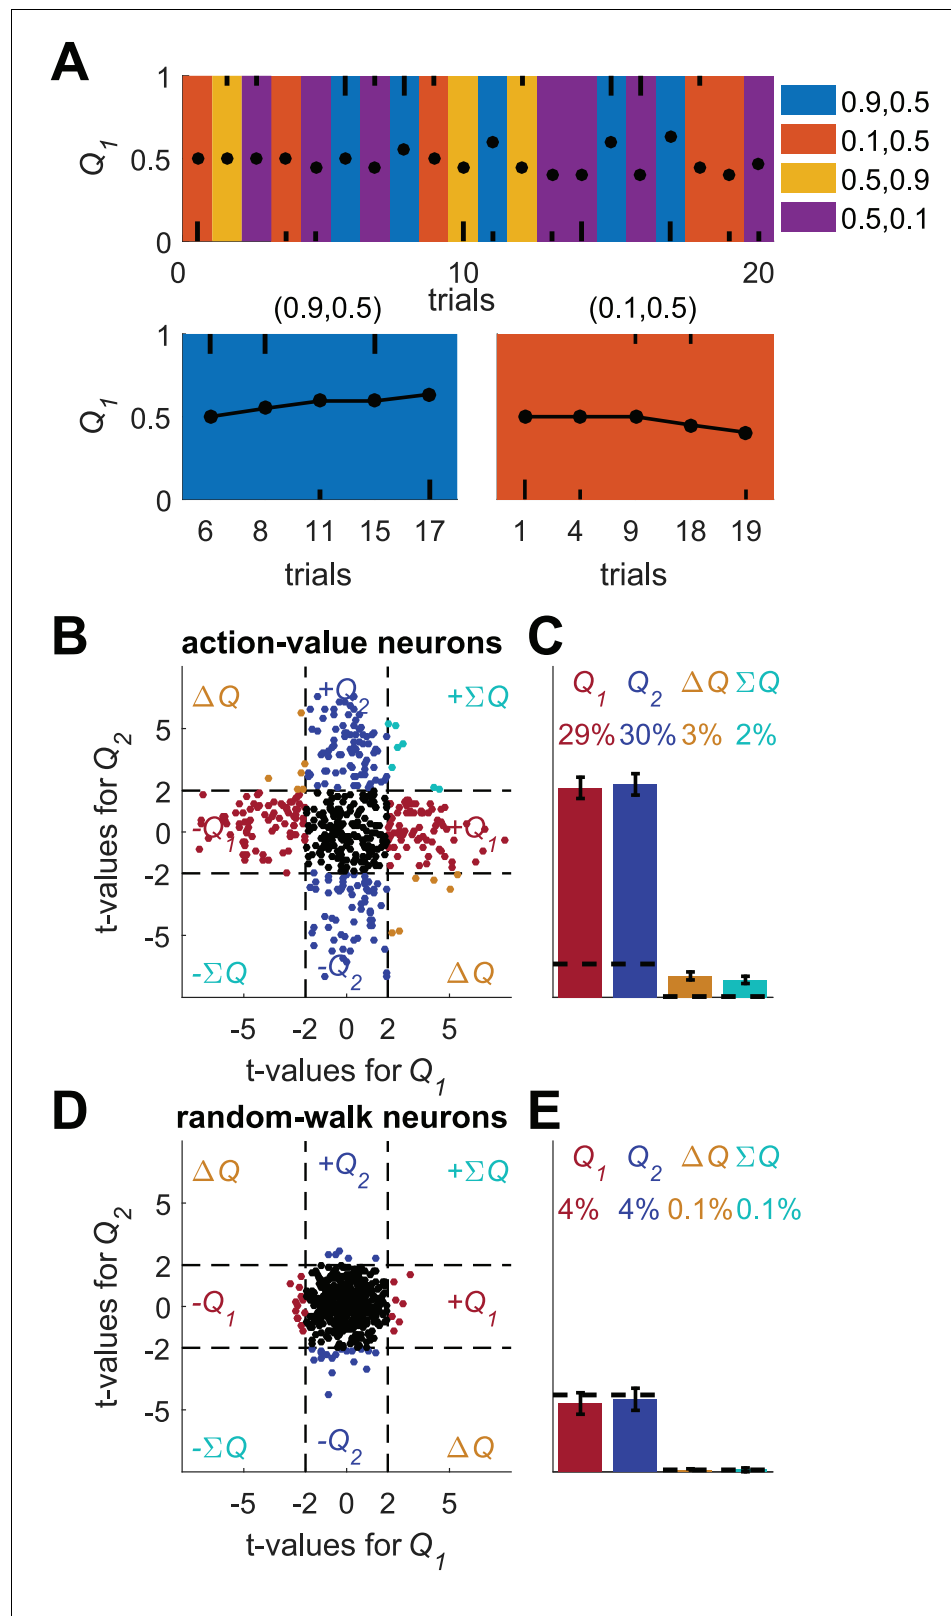 A
Q1
1
0.5
0
0
10
20
trials
0.9,0.5
0.1,0.5
0.5,0.9
0.5,0.1
(0.9,0.5)
(0.1,0.5)
Q1
1
0.5
0
6 8 11 15 17
trials
1 4 9 18 19
trials
B
action-value neurons
t-values for Q2
5
2
0
-2
-5
ΔQ
+Q2
+ΣQ
-Q1
+Q1
-ΣQ
-Q2
ΔQ
-5 -2 0 2 5
t-values for Q1
C
Q1 Q2 ΔQ ΣQ
29% 30% 3% 2%
D
random-walk neurons
t-values for Q2
5
2
0
-2
-5
ΔQ
+Q2
+ΣQ
-Q1
+Q1
-ΣQ
-Q2
ΔQ
-5 -2 0 2 5
t-values for Q1
E
Q1 Q2 ΔQ ΣQ
4% 4% 0.1% 0.1%